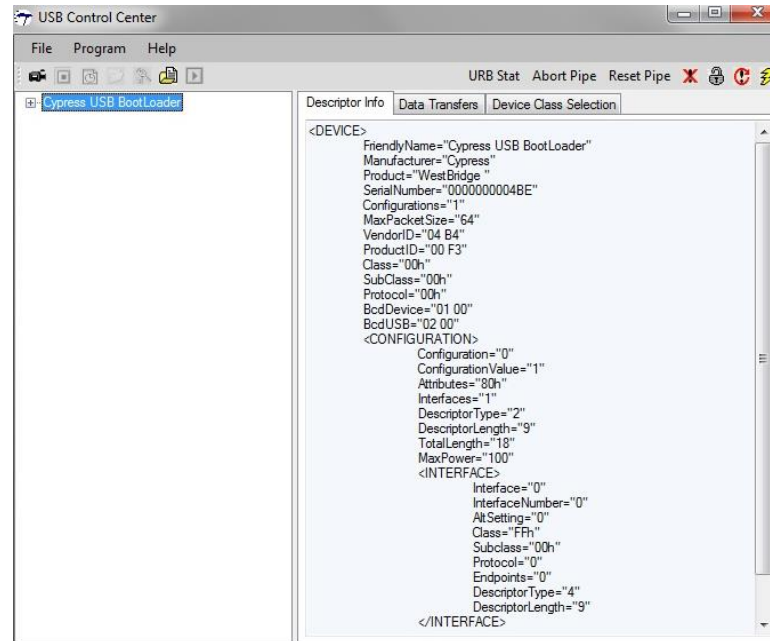 USB Control Center
File Program Help
URB Stat Abort Pipe Reset Pipe
Cypress USB BootLoader
Descriptor Info Data Transfers Device Class Selection
<DEVICE>
FriendlyName="Cypress USB BootLoader"
Manufacturer="Cypress"
Product="WestBridge "
SerialNumber="0000000004BE"
Configurations="1"
MaxPacketSize="64"
VendorID="04 B4"
ProductID="00 F3"
Class="00h"
SubClass="00h"
Protocol="00h"
BcdDevice="01 00"
BcdUSB="02 00"
<CONFIGURATION>
Configuration="0"
ConfigurationValue="1"
Attributes="80h"
Interfaces="1"
DescriptorType="2"
DescriptorLength="9"
TotalLength="18"
MaxPower="100"
<INTERFACE>
Interface="0"
InterfaceNumber="0"
AltSetting="0"
Class="FFh"
Subclass="00h"
Protocol="0"
Endpoints="0"
DescriptorType="4"
DescriptorLength="9"
</INTERFACE>